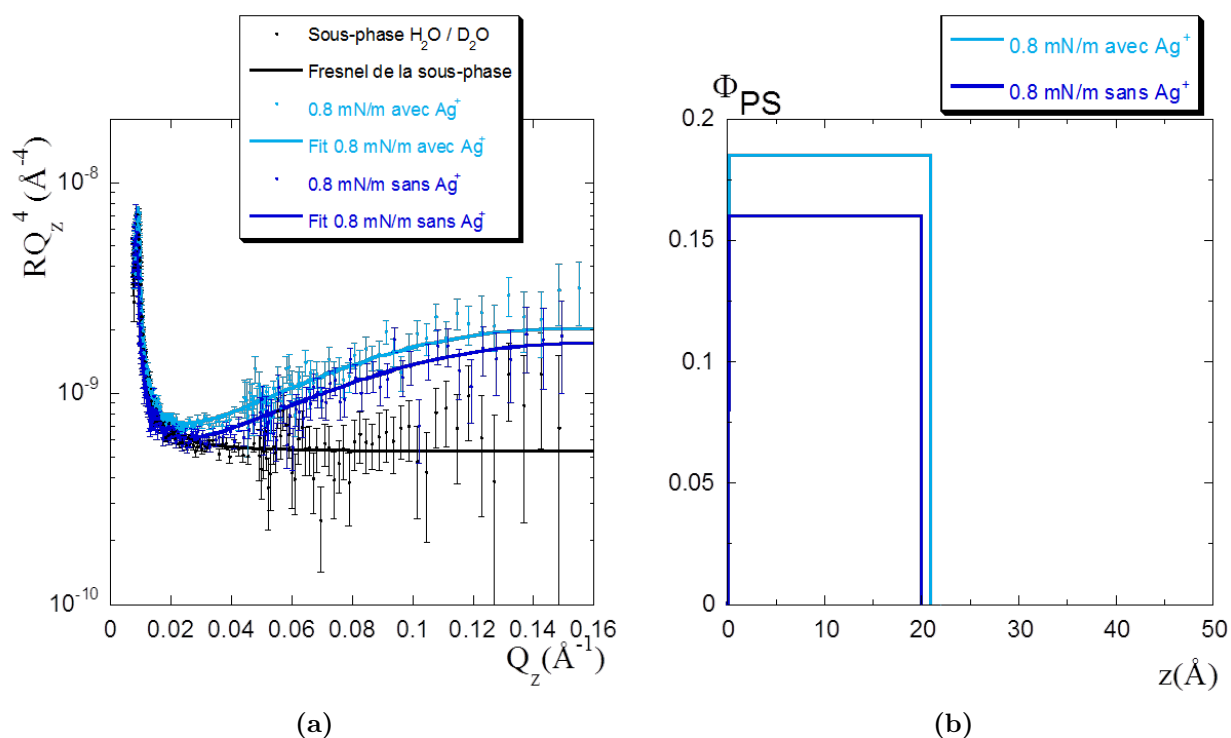 Sous-phase H₂O / D₂O
Fresnel de la sous-phase
0.8 mN/m avec Ag⁺
Fit 0.8 mN/m avec Ag⁺
0.8 mN/m sans Ag⁺
Fit 0.8 mN/m sans Ag⁺
RQ_z⁴ (Å⁻⁴)
10⁻⁸
10⁻⁹
10⁻¹⁰
0 0.02 0.04 0.06 0.08 0.1 0.12 0.14 0.16
Q_z(Å⁻¹)
(a)
0.8 mN/m avec Ag⁺
0.8 mN/m sans Ag⁺
Φ_PS
0.2
0.15
0.1
0.05
0
0 10 20 30 40 50
z(Å)
(b)